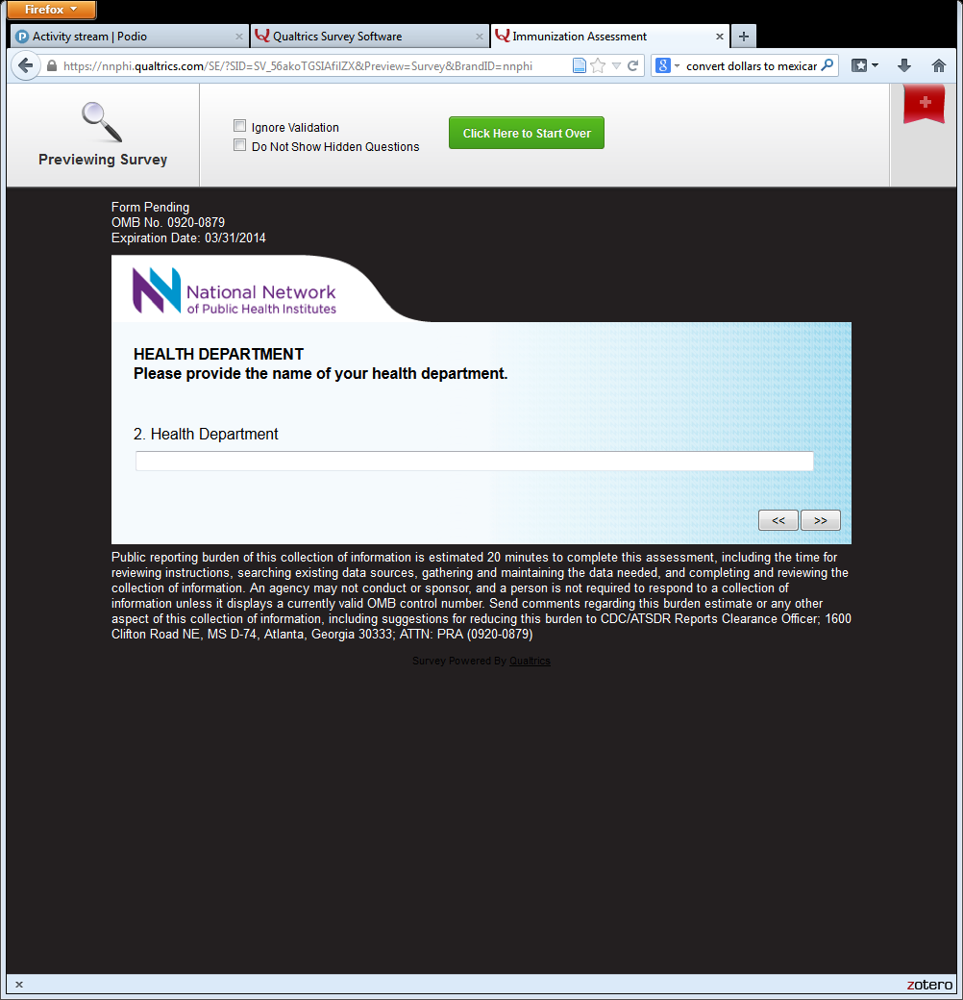 Firefox
Activity stream | Podio
Qualtrics Survey Software
Immunization Assessment
https://nnphi.qualtrics.com/SE/?SID=SV_56akoTGSIAfiIZX&Preview=Survey&BrandID=nnphi
convert dollars to mexicar
Previewing Survey
Ignore Validation
Do Not Show Hidden Questions
Click Here to Start Over
Form Pending
OMB No. 0920-0879
Expiration Date: 03/31/2014
National Network
of Public Health Institutes
HEALTH DEPARTMENT
Please provide the name of your health department.
2. Health Department
<<
>>
Public reporting burden of this collection of information is estimated 20 minutes to complete this assessment, including the time for
reviewing instructions, searching existing data sources, gathering and maintaining the data needed, and completing and reviewing the
collection of information. An agency may not conduct or sponsor, and a person is not required to respond to a collection of
information unless it displays a currently valid OMB control number. Send comments regarding this burden estimate or any other
aspect of this collection of information, including suggestions for reducing this burden to CDC/ATSDR Reports Clearance Officer; 1600
Clifton Road NE, MS D-74, Atlanta, Georgia 30333; ATTN: PRA (0920-0879)
Survey Powered By Qualtrics
zotero